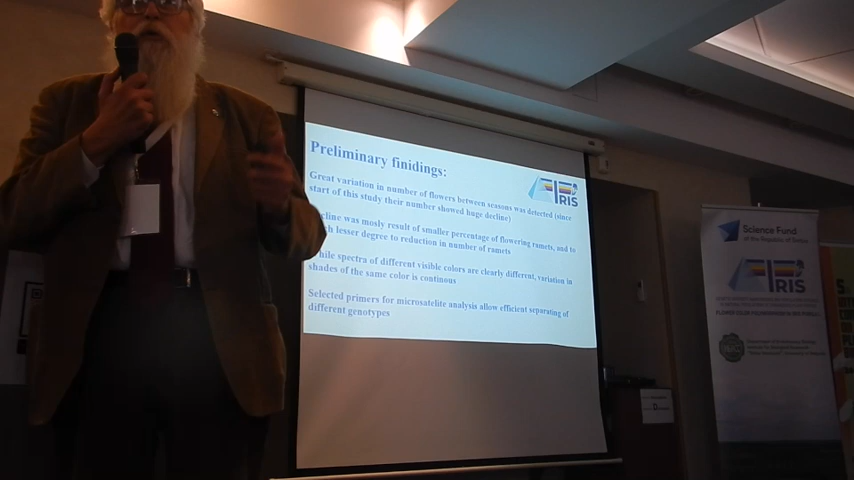 Preliminary finidings:
Great variation in number of flowers between seasons was detected (since
start of this study their number showed huge decline)
cline was mosly result of smaller percentage of flowering ramets, and to
h lesser degree to reduction in number of ramets
hile spectra of different visible colors are clearly different, variation in
shades of the same color is continous
Selected primers for microsatelite analysis allow efficient separating of
different genotypes
RIS
Science Fund
of the Republic of Serbia
RIS